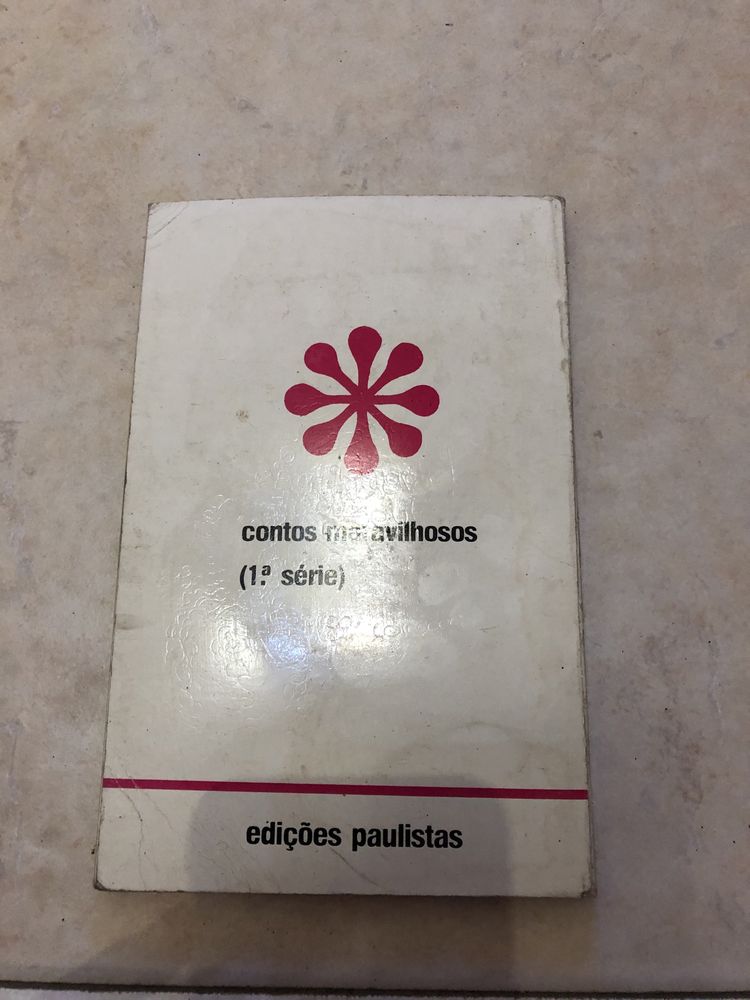 contos maravilhosos
(1.ª série)
edições paulistas